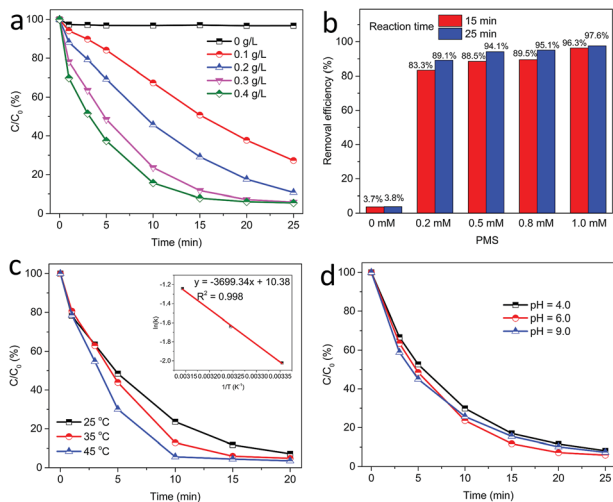 a
100
80
60
40
20
0
C/C0 (%)
0
5
10
15
20
25
Time (min)
0 g/L
0.1 g/L
0.2 g/L
0.3 g/L
0.4 g/L
b
Reaction time
15 min
25 min
100
80
60
40
20
0
Removal efficiency (%)
3.7%
3.8%
83.3%
89.1%
88.5%
94.1%
89.5%
95.1%
96.3%
97.6%
0 mM
0.2 mM
0.5 mM
0.8 mM
1.0 mM
PMS
c
100
80
60
40
20
0
C/C0 (%)
0
5
10
15
20
Time (min)
25 °C
35 °C
45 °C
y = -3699.34x + 10.38
R² = 0.998
-1.2
-1.6
-2.0
ln(k)
0.00315
0.00320
0.00325
0.00330
0.00335
1/T (K⁻¹)
d
100
80
60
40
20
0
C/C0 (%)
0
5
10
15
20
25
Time (min)
pH = 4.0
pH = 6.0
pH = 9.0